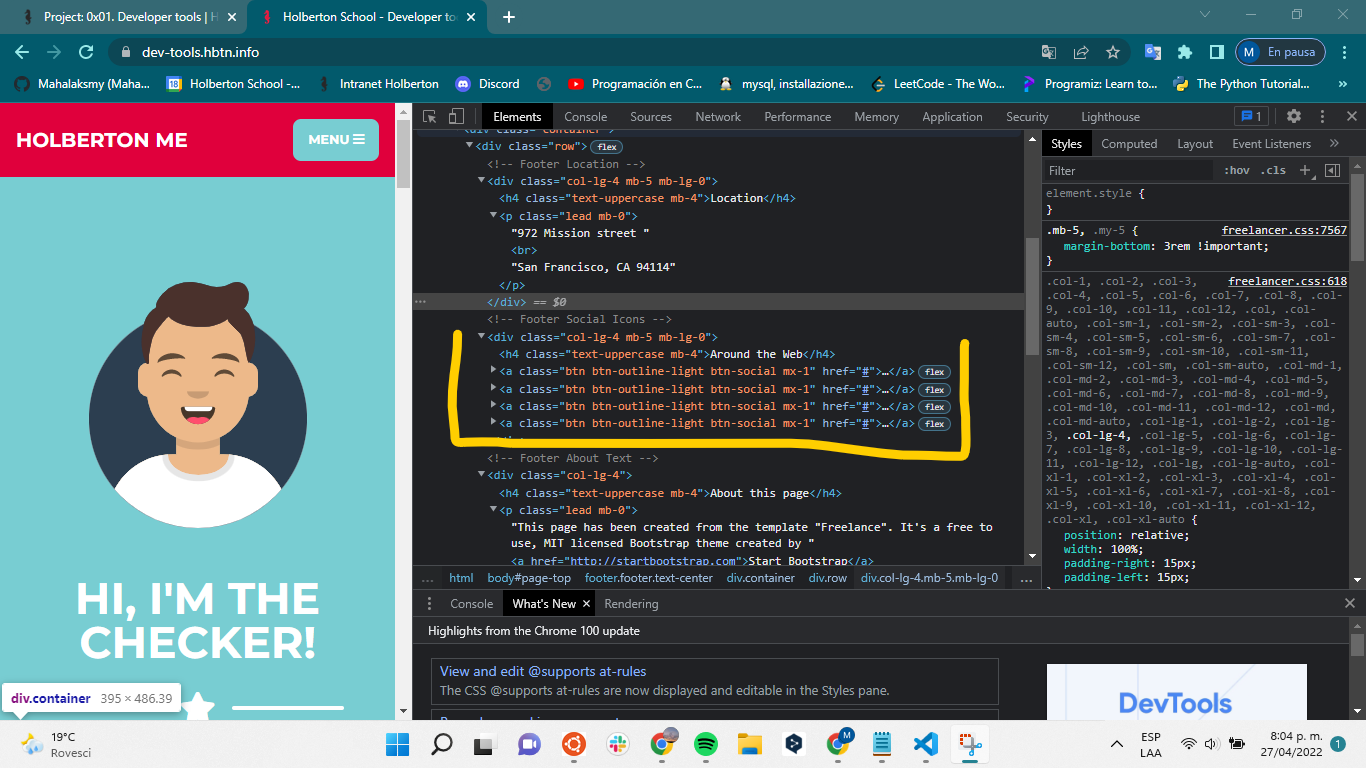 Project: 0x01. Developer tools | H
Holberton School - Developer to
dev-tools.hbtn.info
M
En pausa
Mahalaksmy (Maha...
18
Holberton School -...
Intranet Holberton
Discord
Programación en C...
mysql, installazione...
LeetCode - The Wo...
Programiz: Learn to...
The Python Tutorial...
»
HOLBERTON ME
MENU
HI, I'M THE
CHECKER!
div.container 395 × 486.39
Elements
Console
Sources
Network
Performance
Memory
Application
Security
Lighthouse
1
<div class="container">
<div class="row"> flex
<!-- Footer Location -->
<div class="col-lg-4 mb-5 mb-lg-0">
<h4 class="text-uppercase mb-4">Location</h4>
<p class="lead mb-0">
"972 Mission street "
<br>
"San Francisco, CA 94114"
</p>
</div> == $0
<!-- Footer Social Icons -->
<div class="col-lg-4 mb-5 mb-lg-0">
<h4 class="text-uppercase mb-4">Around the Web</h4>
<a class="btn btn-outline-light btn-social mx-1" href="#">…</a> flex
<a class="btn btn-outline-light btn-social mx-1" href="#">…</a> flex
<a class="btn btn-outline-light btn-social mx-1" href="#">…</a> flex
<a class="btn btn-outline-light btn-social mx-1" href="#">…</a> flex
<!-- Footer About Text -->
<div class="col-lg-4">
<h4 class="text-uppercase mb-4">About this page</h4>
<p class="lead mb-0">
"This page has been created from the template "Freelance". It's a free to
use, MIT licensed Bootstrap theme created by "
<a href="http://startbootstrap.com">Start Bootstrap</a>
...
html
body#page-top
footer.footer.text-center
div.container
div.row
div.col-lg-4.mb-5.mb-lg-0
...
Styles
Computed
Layout
Event Listeners
»
Filter
:hov
.cls
+
element.style {
}
.mb-5, .my-5 { freelancer.css:7567
margin-bottom: 3rem !important;
}
.col-1, .col-2, .col-3, freelancer.css:618
.col-4, .col-5, .col-6, .col-7, .col-8, .col-
9, .col-10, .col-11, .col-12, .col, .col-
auto, .col-sm-1, .col-sm-2, .col-sm-3, .col-
sm-4, .col-sm-5, .col-sm-6, .col-sm-7, .col-
sm-8, .col-sm-9, .col-sm-10, .col-sm-11,
.col-sm-12, .col-sm, .col-sm-auto, .col-md-1,
.col-md-2, .col-md-3, .col-md-4, .col-md-5,
.col-md-6, .col-md-7, .col-md-8, .col-md-9,
.col-md-10, .col-md-11, .col-md-12, .col-md,
.col-md-auto, .col-lg-1, .col-lg-2, .col-lg-
3, .col-lg-4, .col-lg-5, .col-lg-6, .col-lg-
7, .col-lg-8, .col-lg-9, .col-lg-10, .col-lg-
11, .col-lg-12, .col-lg, .col-lg-auto, .col-
xl-1, .col-xl-2, .col-xl-3, .col-xl-4, .col-
xl-5, .col-xl-6, .col-xl-7, .col-xl-8, .col-
xl-9, .col-xl-10, .col-xl-11, .col-xl-12,
.col-xl, .col-xl-auto {
position: relative;
width: 100%;
padding-right: 15px;
padding-left: 15px;
Console
What's New
Rendering
Highlights from the Chrome 100 update
View and edit @supports at-rules
The CSS @supports at-rules are now displayed and editable in the Styles pane.
DevTools
19°C
Rovesci
M
ESP
LAA
8:04 p. m.
27/04/2022
1